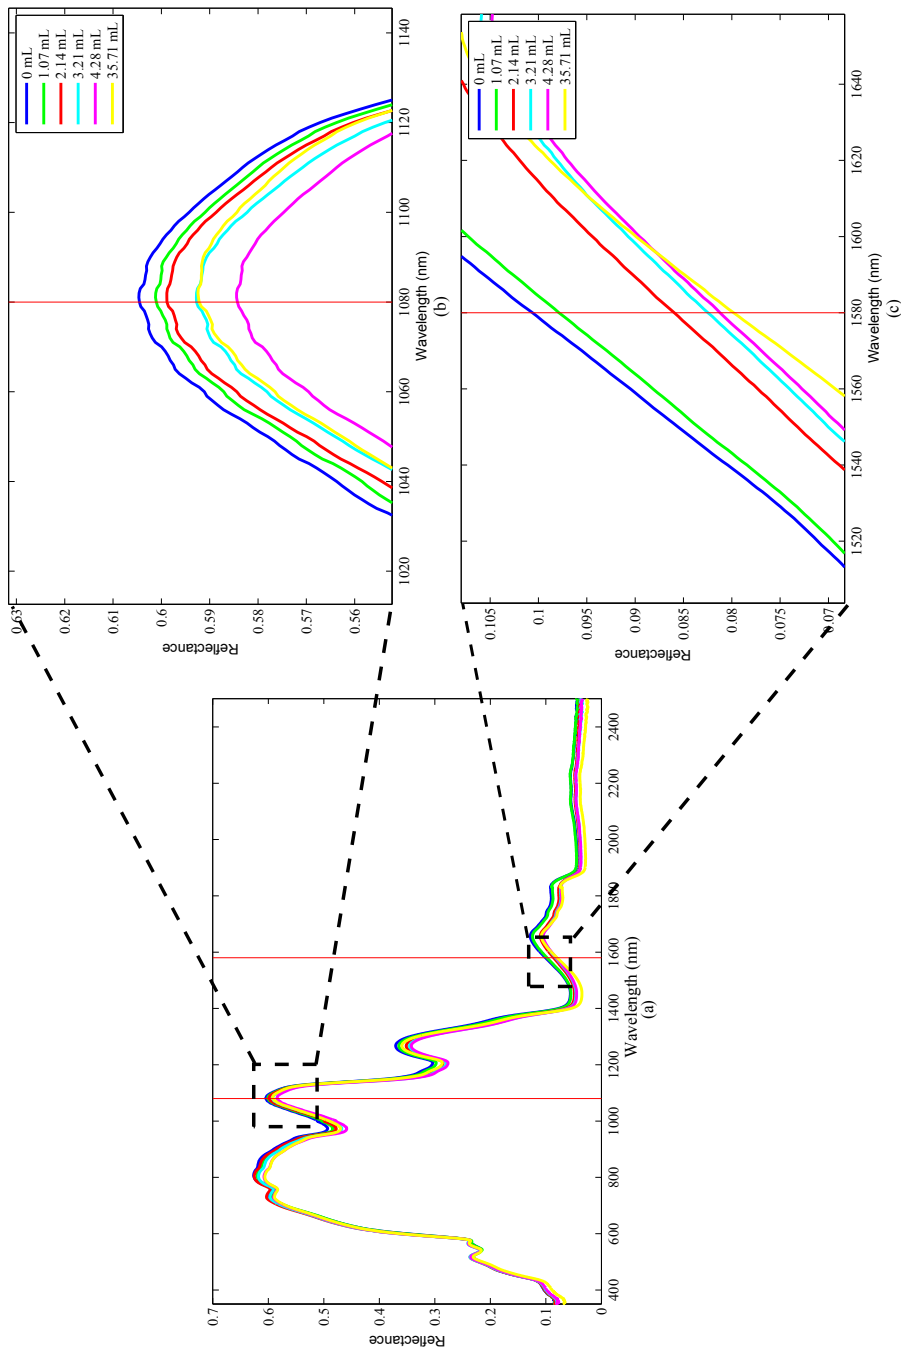 0.7
0.6
0.5
0.4
0.3
0.2
0.1
0
Reflectance
400
600
800
1000
1200
1400
1600
1800
2000
2200
2400
Wavelength (nm)
(a)
0.63
0.62
0.61
0.6
0.59
0.58
0.57
0.56
Reflectance
1020
1040
1060
1080
1100
1120
1140
Wavelength (nm)
(b)
0 mL
1.07 mL
2.14 mL
3.21 mL
4.28 mL
35.71 mL
0.105
0.1
0.095
0.09
0.085
0.08
0.075
0.07
Reflectance
1520
1540
1560
1580
1600
1620
1640
Wavelength (nm)
(c)
0 mL
1.07 mL
2.14 mL
3.21 mL
4.28 mL
35.71 mL